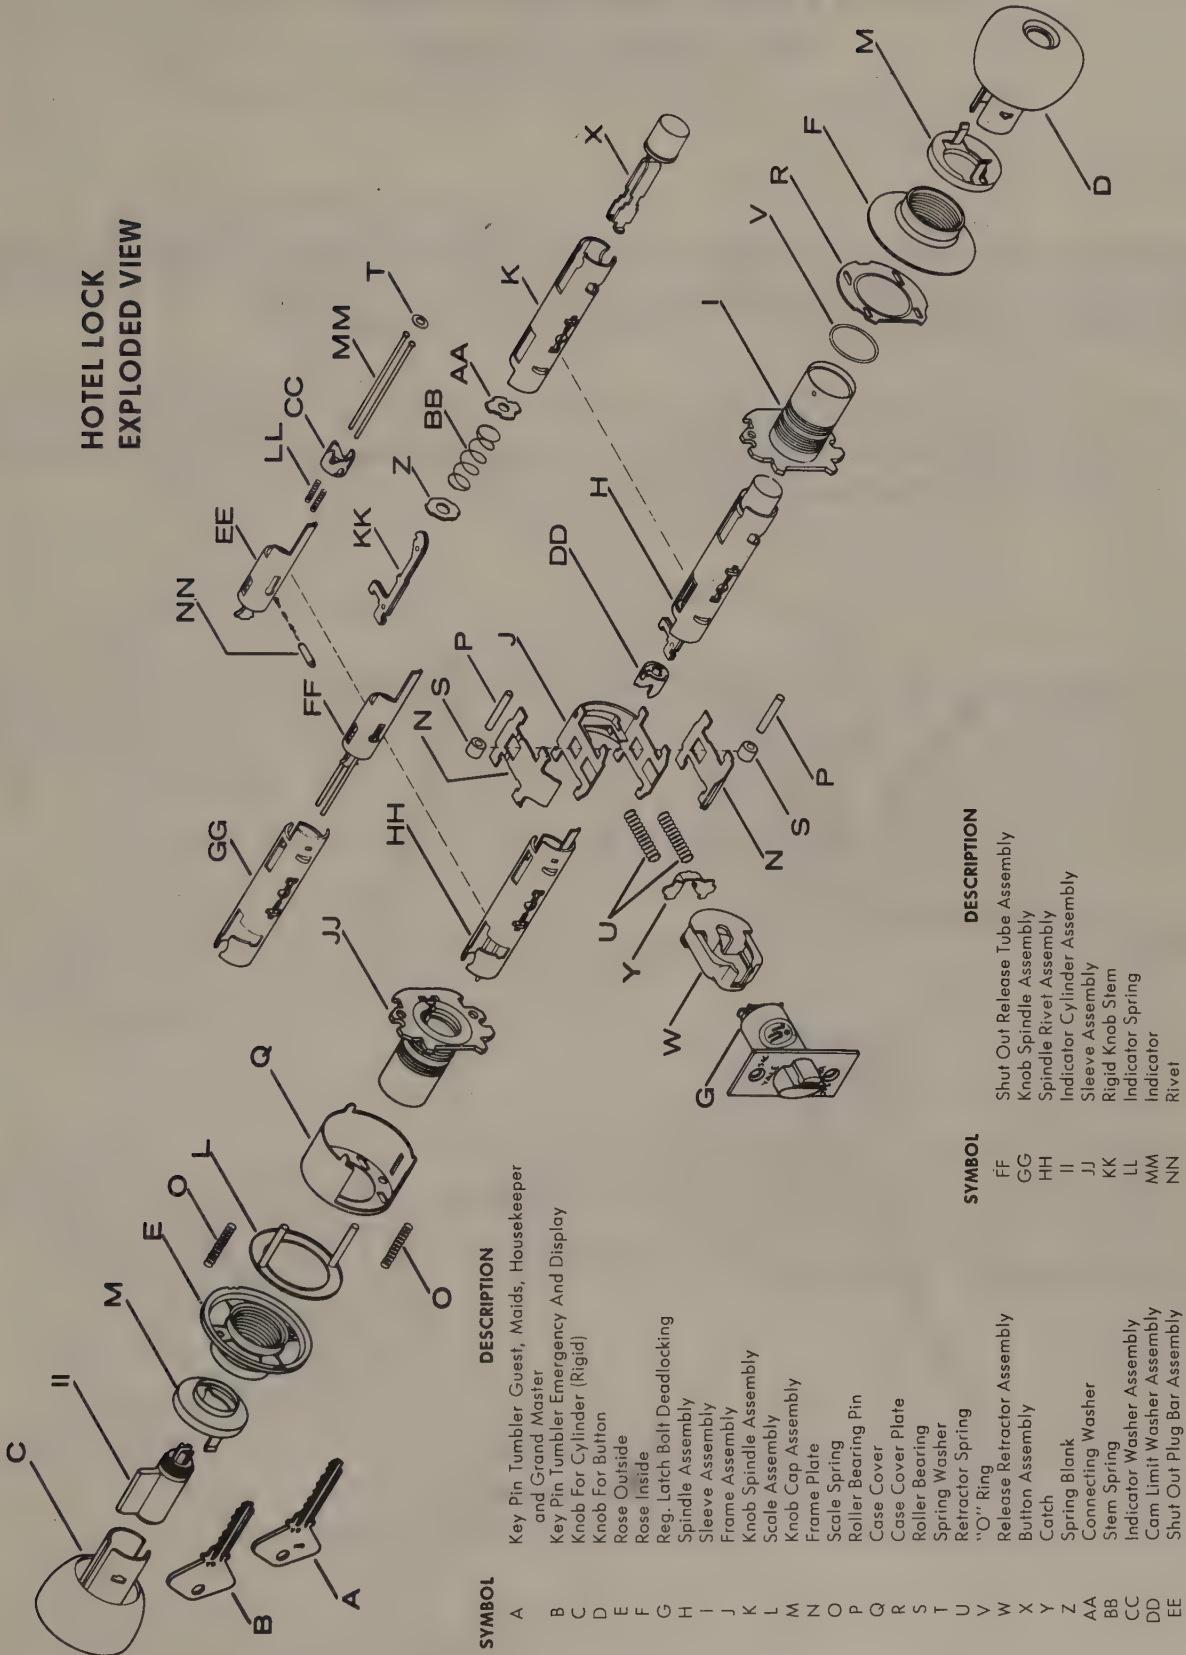 HOTEL LOCK
EXPLODED VIEW
C
II
M
E
O
L
Q
JJ
GG
FF
NN
EE
LL
CC
MM
T
B
A
O
HH
N
S
P
KK
Z
BB
AA
K
X
J
DD
H
I
V
R
F
M
D
U
Y
W
G
N
S
P
SYMBOL DESCRIPTION
A Key Pin Tumbler Guest, Maids, Housekeeper
and Grand Master
B Key Pin Tumbler Emergency And Display
C Knob For Cylinder (Rigid)
D Knob For Button
E Rose Outside
F Rose Inside
G Reg. Latch Bolt Deadlocking
H Spindle Assembly
I Sleeve Assembly
J Frame Assembly
K Knob Spindle Assembly
L Scale Assembly
M Knob Cap Assembly
N Frame Plate
O Scale Spring
P Roller Bearing Pin
Q Case Cover
R Case Cover Plate
S Roller Bearing
T Spring Washer
U Retractor Spring
V "O" Ring
W Release Retractor Assembly
X Button Assembly
Y Catch
Z Spring Blank
AA Connecting Washer
BB Stem Spring
CC Indicator Washer Assembly
DD Cam Limit Washer Assembly
EE Shut Out Plug Bar Assembly
SYMBOL DESCRIPTION
FF Shut Out Release Tube Assembly
GG Knob Spindle Assembly
HH Spindle Rivet Assembly
II Indicator Cylinder Assembly
JJ Sleeve Assembly
KK Rigid Knob Stem
LL Indicator Spring
MM Indicator
NN Rivet